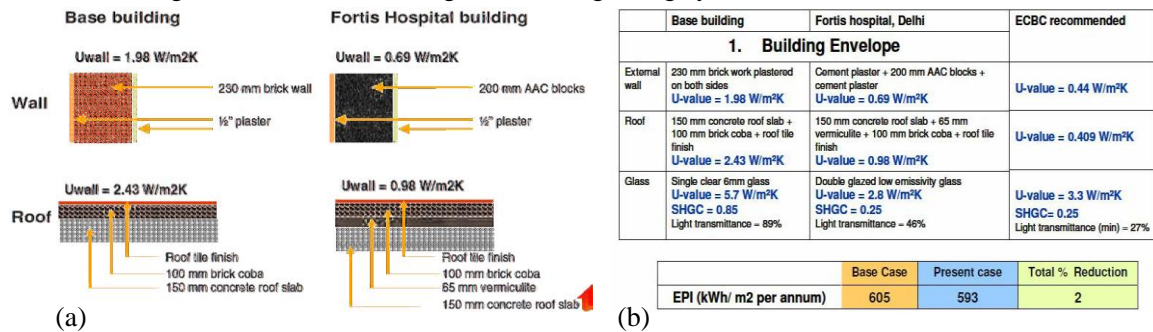 Base building
Fortis Hospital building
Uwall = 1.98 W/m2K
Uwall = 0.69 W/m2K
Wall
230 mm brick wall
½" plaster
200 mm AAC blocks
½" plaster
Uwall = 2.43 W/m2K
Uwall = 0.98 W/m2K
Roof
Roof tile finish
100 mm brick coba
150 mm concrete roof slab
Roof tile finish
100 mm brick coba
65 mm vermiculite
150 mm concrete roof slab
(a)
Base building
Fortis hospital, Delhi
ECBC recommended
1. Building Envelope
External
wall
230 mm brick work plastered
on both sides
U-value = 1.98 W/m²K
Cement plaster + 200 mm AAC blocks +
cement plaster
U-value = 0.69 W/m²K
U-value = 0.44 W/m²K
Roof
150 mm concrete roof slab +
100 mm brick coba + roof tile
finish
U-value = 2.43 W/m²K
150 mm concrete roof slab + 65 mm
vermiculite + 100 mm brick coba + roof tile
finish
U-value = 0.98 W/m²K
U-value = 0.409 W/m²K
Glass
Single clear 6mm glass
U-value = 5.7 W/m²K
SHGC = 0.85
Light transmittance = 89%
Double glazed low emissivity glass
U-value = 2.8 W/m²K
SHGC = 0.25
Light transmittance = 46%
U-value = 3.3 W/m²K
SHGC= 0.25
Light transmittance (min) = 27%
Base Case
Present case
Total % Reduction
EPI (kWh/ m2 per annum)
605
593
2
(b)